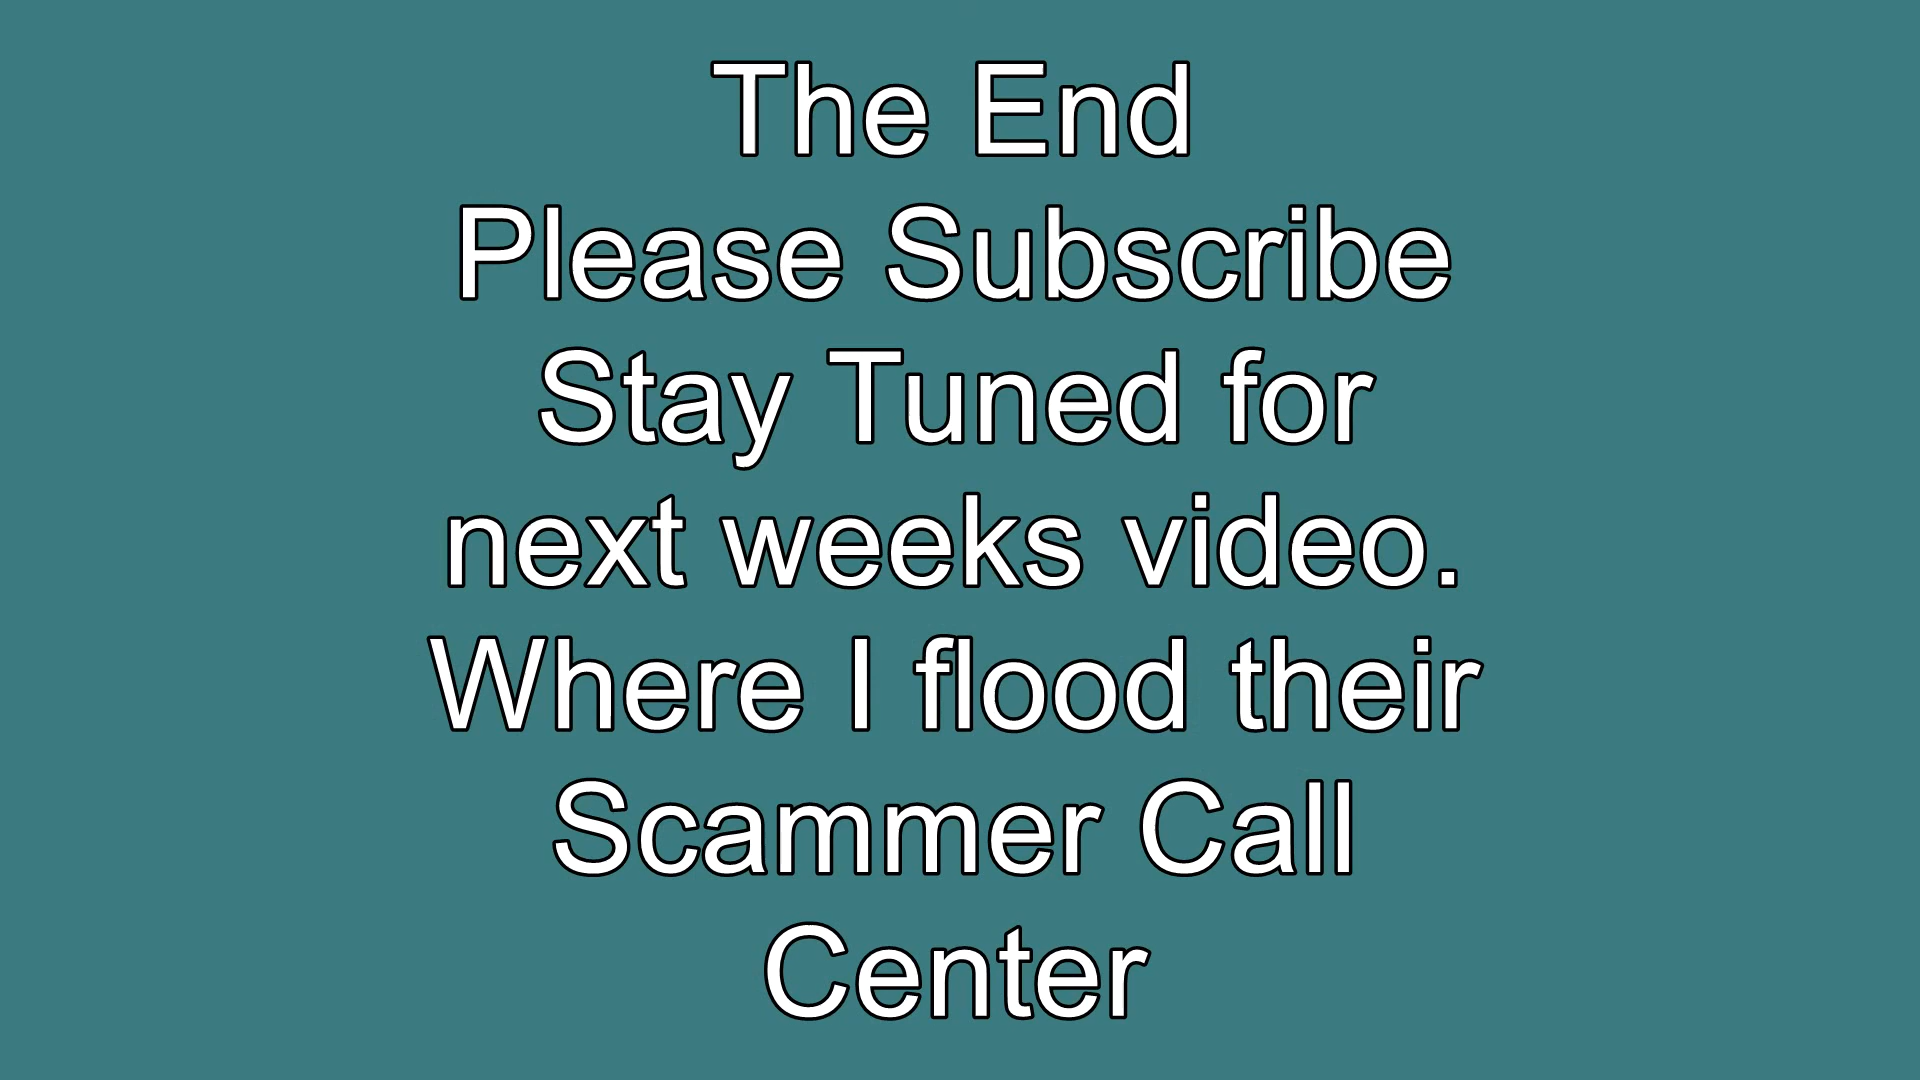 The End
Please Subscribe
Stay Tuned for
next weeks video.
Where I flood their
Scammer Call
Center